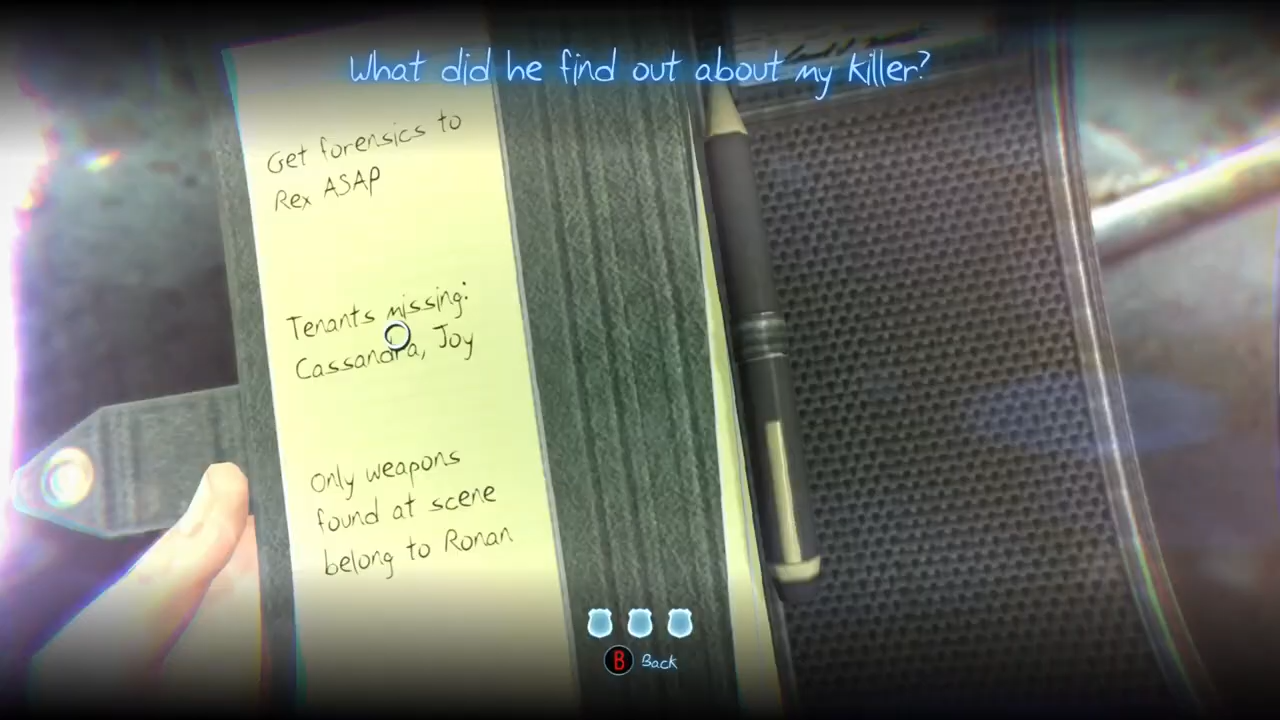 What did he find out about my killer?
Get forensics to
Rex ASAP
Tenants missing:
Cassandra, Joy
Only weapons
found at scene
belong to Ronan
B Back